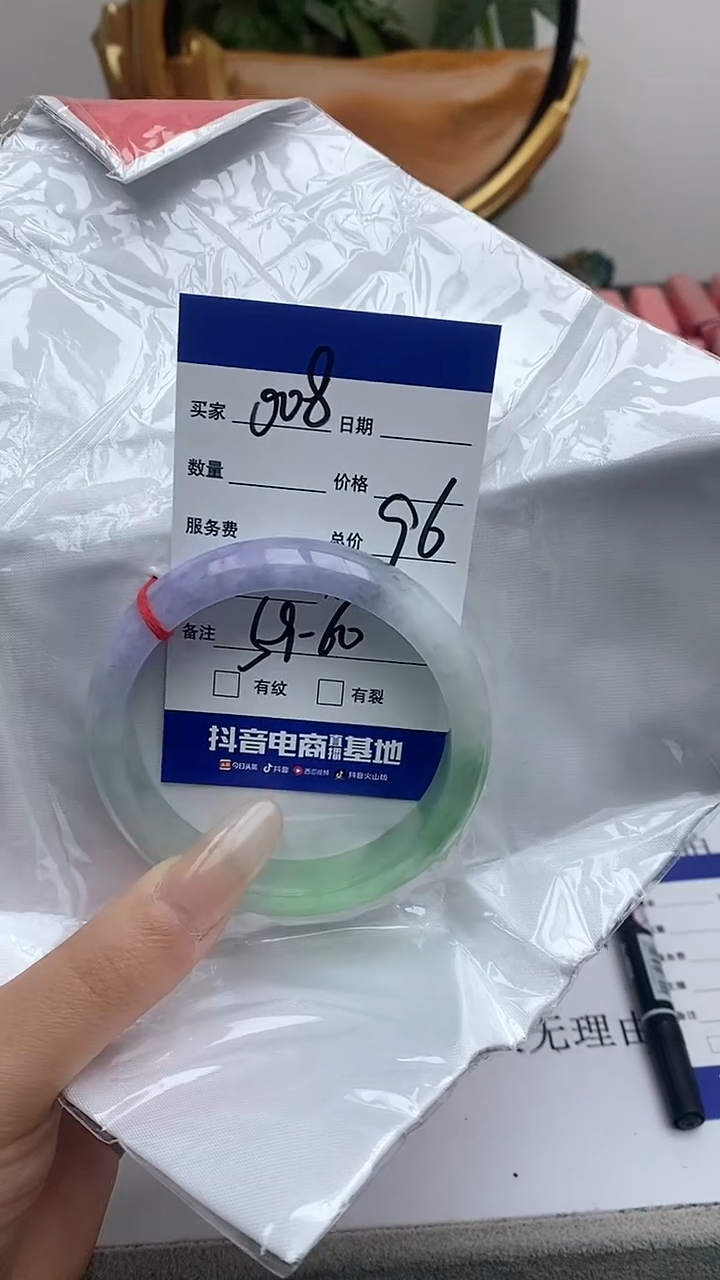 买家 908 日期
数量 价格
服务费 总价 96
备注 59-60
有纹 有裂
抖音电商直播基地
今日头条 抖音 西瓜视频 抖音火山版
无理由